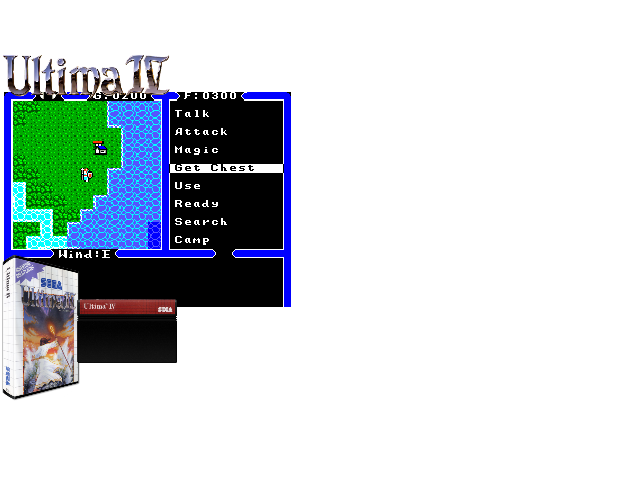 Ultima IV
G:0200 F:0300
Talk
Attack
Magic
Get Chest
Use
Ready
Search
Camp
Wind:E
SEGA
Ultima IV
Ultima IV
SEGA
SEGA